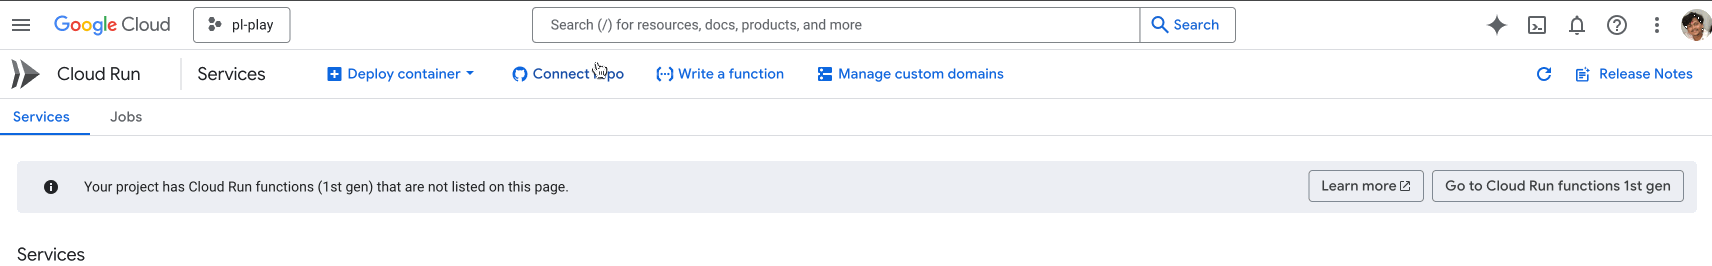 Google Cloud pl-play Search (/) for resources, docs, products, and more Search
Cloud Run Services Deploy container Connect repo Write a function Manage custom domains Release Notes
Services Jobs
Your project has Cloud Run functions (1st gen) that are not listed on this page. Learn more Go to Cloud Run functions 1st gen
Services